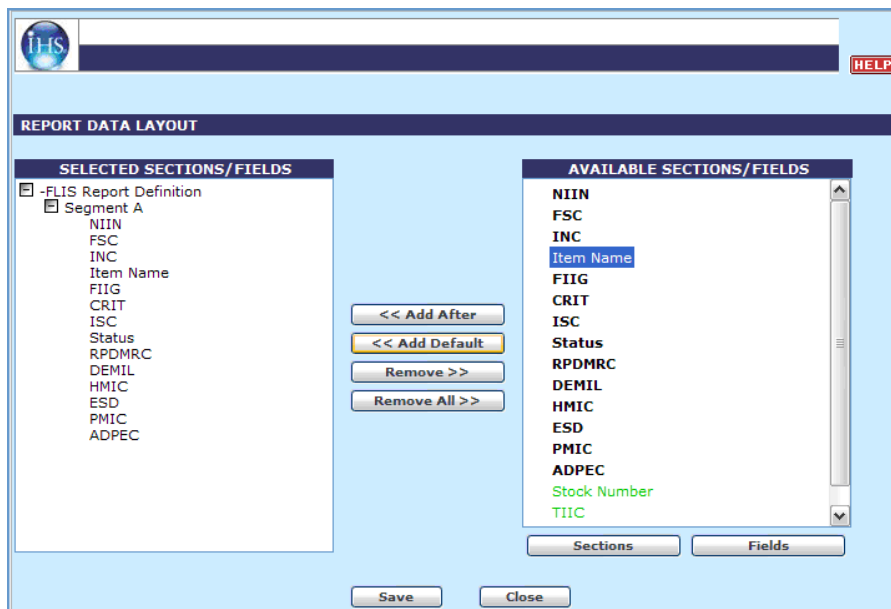 iHS
HELP
REPORT DATA LAYOUT
SELECTED SECTIONS/FIELDS
-FLIS Report Definition
Segment A
NIIN
FSC
INC
Item Name
FIIG
CRIT
ISC
Status
RPDMRC
DEMIL
HMIC
ESD
PMIC
ADPEC
<< Add After
<< Add Default
Remove >>
Remove All >>
AVAILABLE SECTIONS/FIELDS
NIIN
FSC
INC
Item Name
FIIG
CRIT
ISC
Status
RPDMRC
DEMIL
HMIC
ESD
PMIC
ADPEC
Stock Number
TIIC
Sections
Fields
Save
Close